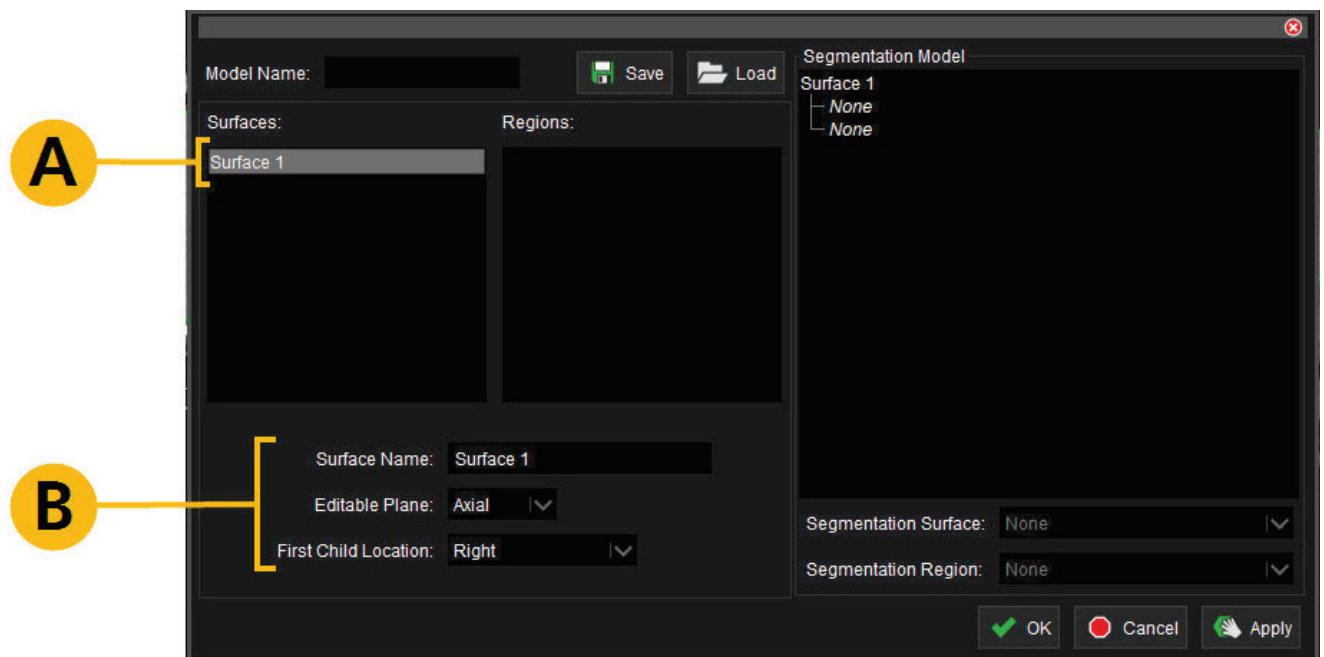 Model Name:
Save
Load
Segmentation Model
Surface 1
None
None
Surfaces:
Regions:
A
Surface 1
B
Surface Name: Surface 1
Editable Plane: Axial
First Child Location: Right
Segmentation Surface: None
Segmentation Region: None
OK
Cancel
Apply